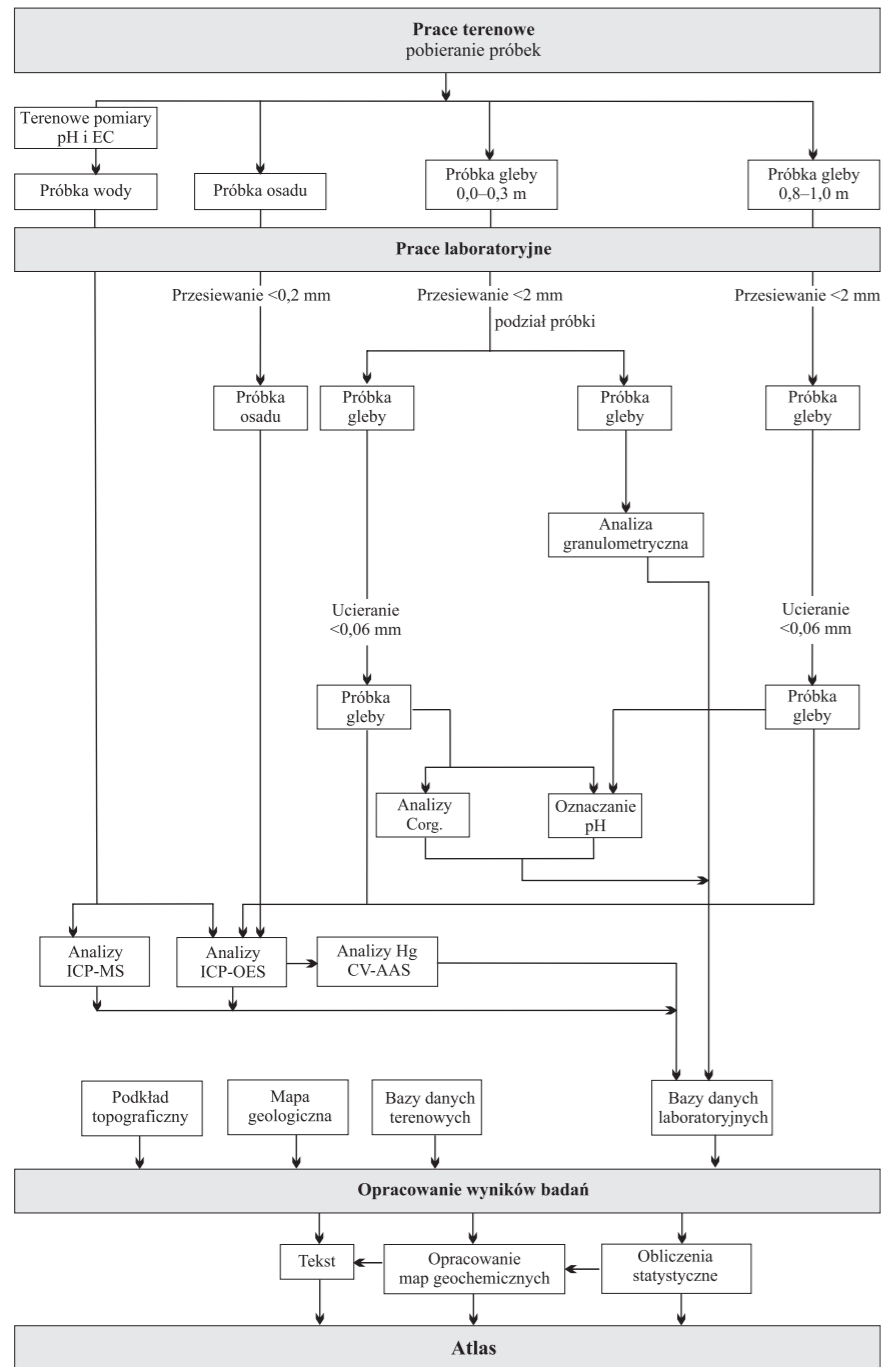 Prace terenowe
pobieranie próbek
Terenowe pomiary
pH i EC
Próbka wody
Próbka osadu
Próbka gleby
0,0–0,3 m
Próbka gleby
0,8–1,0 m
Prace laboratoryjne
Przesiewanie <0,2 mm
Przesiewanie <2 mm
Przesiewanie <2 mm
podział próbki
Próbka
osadu
Próbka
gleby
Próbka
gleby
Próbka
gleby
Analiza
granulometryczna
Ucieranie
<0,06 mm
Ucieranie
<0,06 mm
Próbka
gleby
Próbka
gleby
Analizy
Corg.
Oznaczanie
pH
Analizy
ICP-MS
Analizy
ICP-OES
Analizy Hg
CV-AAS
Podkład
topograficzny
Mapa
geologiczna
Bazy danych
terenowych
Bazy danych
laboratoryjnych
Opracowanie wyników badań
Tekst
Opracowanie
map geochemicznych
Obliczenia
statystyczne
Atlas